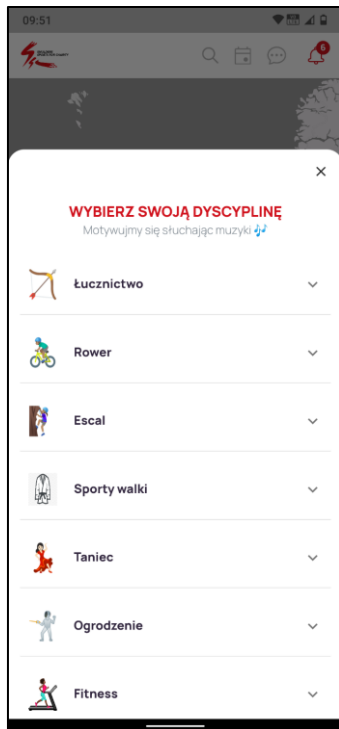 09:51
6
WYBIERZ SWOJĄ DYSCYPLINĘ
Motywujmy się słuchając muzyki 🎶
Łucznictwo
Rower
Escal
Sporty walki
Taniec
Ogrodzenie
Fitness